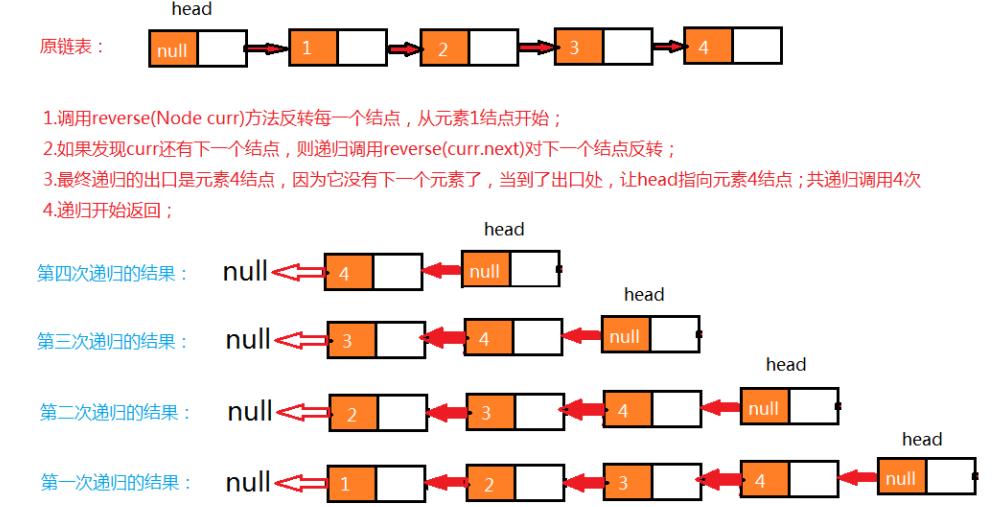 head
原链表： null 1 2 3 4
1.调用reverse(Node curr)方法反转每一个结点，从元素1结点开始；
2.如果发现curr还有下一个结点，则递归调用reverse(curr.next)对下一个结点反转；
3.最终递归的出口是元素4结点，因为它没有下一个元素了，当到了出口处，让head指向元素4结点；共递归调用4次
4.递归开始返回；
head
第四次递归的结果： null 4 null
head
第三次递归的结果： null 3 4 null
head
第二次递归的结果： null 2 3 4 null
head
第一次递归的结果： null 1 2 3 4 null